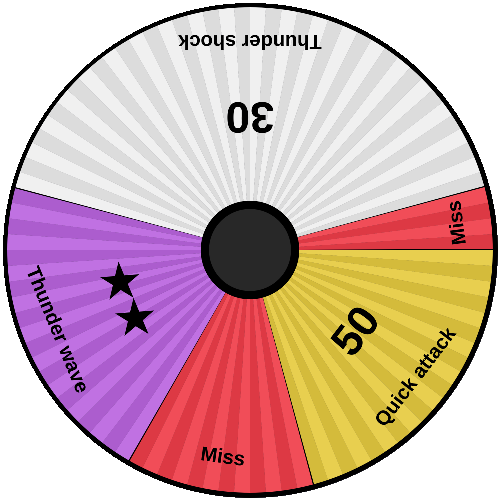 Thunder shock
30
Miss
50
Quick attack
Miss
Thunder wave
★★